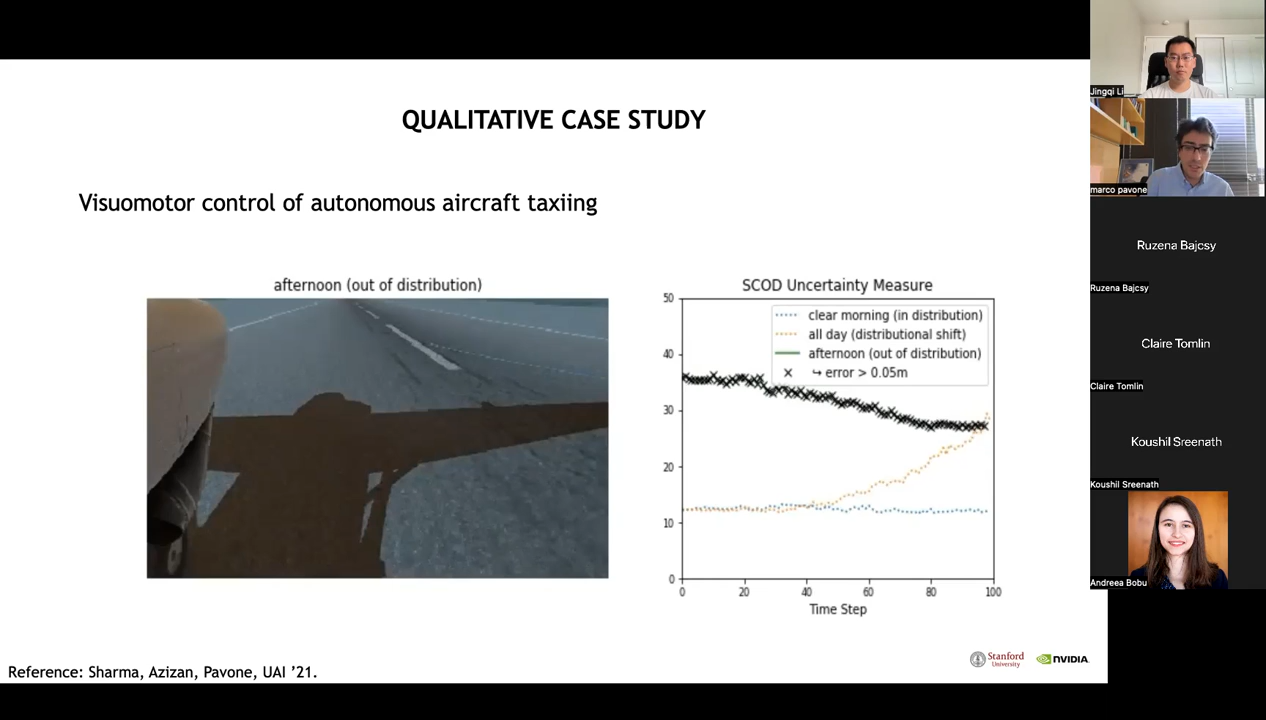 QUALITATIVE CASE STUDY
Visuomotor control of autonomous aircraft taxiing
afternoon (out of distribution)
SCOD Uncertainty Measure
clear morning (in distribution)
all day (distributional shift)
afternoon (out of distribution)
↪ error > 0.05m
50
40
30
20
10
0
0 20 40 60 80 100
Time Step
Reference: Sharma, Azizan, Pavone, UAI ’21.
Stanford
University
NVIDIA
Jingqi Li
marco pavone
Ruzena Bajcsy
Ruzena Bajcsy
Claire Tomlin
Claire Tomlin
Koushil Sreenath
Koushil Sreenath
Andreea Bobu